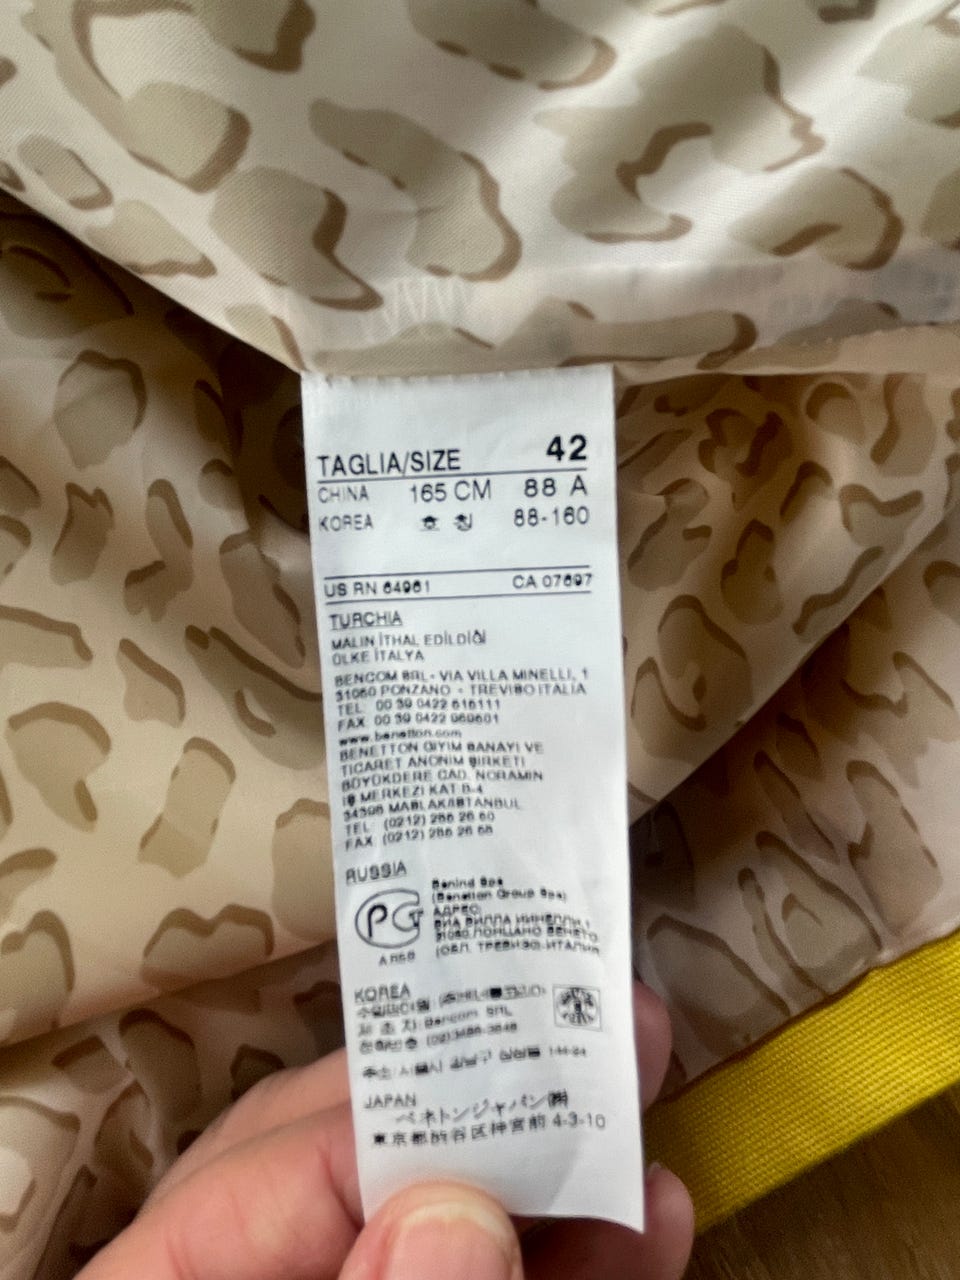 TAGLIA/SIZE 42
CHINA 165 CM 88 A
KOREA 88-160
US RN 64961 CA 07697
TURCHIA
MALIN İTHAL EDİLDİĞİ
ÜLKE İTALYA
BENCOM SRL - VIA VILLA MINELLI, 1
31050 PONZANO - TREVISO ITALIA
TEL: 00 39 0422 616111
FAX 00 39 0422 969501
www.benetton.com
BENETTON GİYİM SANAYİ VE
TICARET ANONIM ŞIRKETI
BÜYÜKDERE CAD. NORAMIN
İŞ MERKEZI KAT B-4
34398 MASLAK/ISTANBUL
TEL: (0212) 286 26 60
FAX: (0212) 286 26 68
RUSSIA
Benind Spa
(Benetton Group Spa)
АДРЕС:
ВИА ВИЛЛА МИНЕЛЛИ 1
31050 ПОНЦАНО ВЕНЕТО
(ОБЛ. ТРЕВИЗО-ИТАЛИЯ
PCT
KOREA
Bencom SRL
JAPAN
ベネトンジャパン㈱
東京都渋谷区神宮前 4-3-10